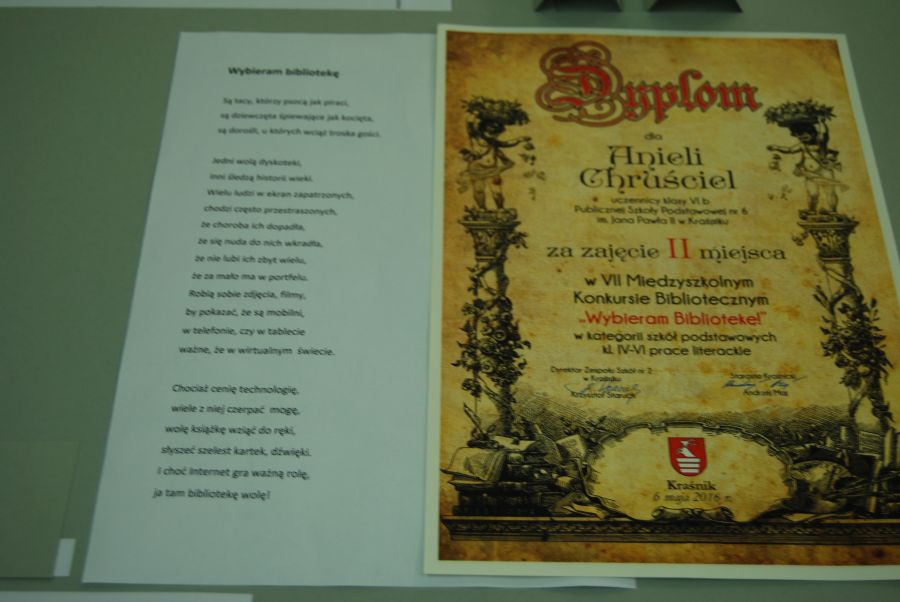 Wybieram bibliotekę
Są tacy, którzy psocą jak piraci,
są dziewczęta śpiewające jak kocięta,
są dorośli, u których wciąż troska gości.
Jedni wolą dyskoteki,
inni śledzą historii wieki.
Wielu ludzi w ekran zapatrzonych,
chodzi często przestraszonych,
że choroba ich dopadła,
że się nuda do nich wkradła,
że nie lubi ich zbyt wielu,
że za mało ma w portfelu.
Robią sobie zdjęcia, filmy,
by pokazać, że są mobilni,
w telefonie, czy w tablecie
ważne, że w wirtualnym świecie.
Chociaż cenię technologię,
wiele z niej czerpać mogę,
wolę książkę wziąć do ręki,
słyszeć szelest kartek, dźwięki.
I choć Internet gra ważną rolę,
ja tam bibliotekę wolę!
Dyplom
dla
Anieli
Chruściel
uczennicy klasy VI b
Publicznej Szkoły Podstawowej nr 6
im. Jana Pawła II w Kraśniku
za zajęcie II miejsca
w VII Międzyszkolnym
Konkursie Bibliotecznym
„Wybieram Bibliotekę!"
w kategorii szkół podstawowych
kl. IV-VI prace literackie
Dyrektor Zespołu Szkół nr 2
w Kraśniku
Krzysztof Staruch
Starosta Kraśnicki
Andrzej Maj
Kraśnik
6 maja 2016 r.